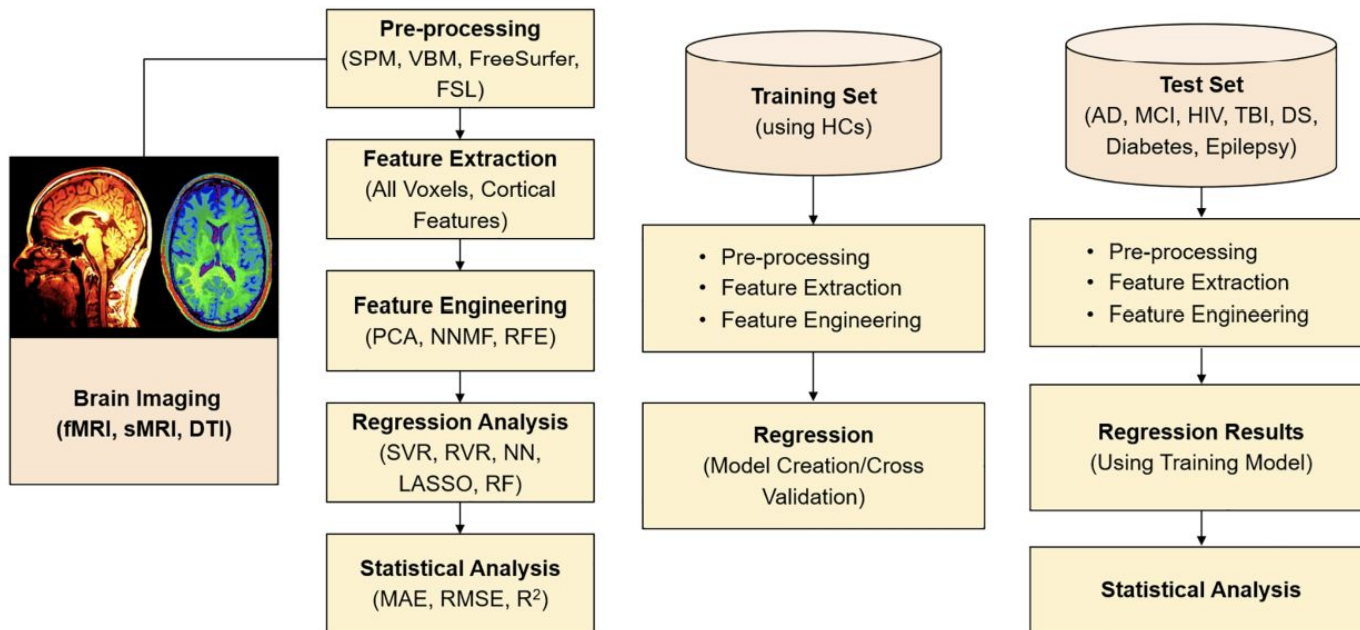 Pre-processing
(SPM, VBM, FreeSurfer,
FSL)
Feature Extraction
(All Voxels, Cortical
Features)
Feature Engineering
(PCA, NNMF, RFE)
Regression Analysis
(SVR, RVR, NN,
LASSO, RF)
Statistical Analysis
(MAE, RMSE, R²)
Brain Imaging
(fMRI, sMRI, DTI)
Training Set
(using HCs)
• Pre-processing
• Feature Extraction
• Feature Engineering
Regression
(Model Creation/Cross
Validation)
Test Set
(AD, MCI, HIV, TBI, DS,
Diabetes, Epilepsy)
• Pre-processing
• Feature Extraction
• Feature Engineering
Regression Results
(Using Training Model)
Statistical Analysis